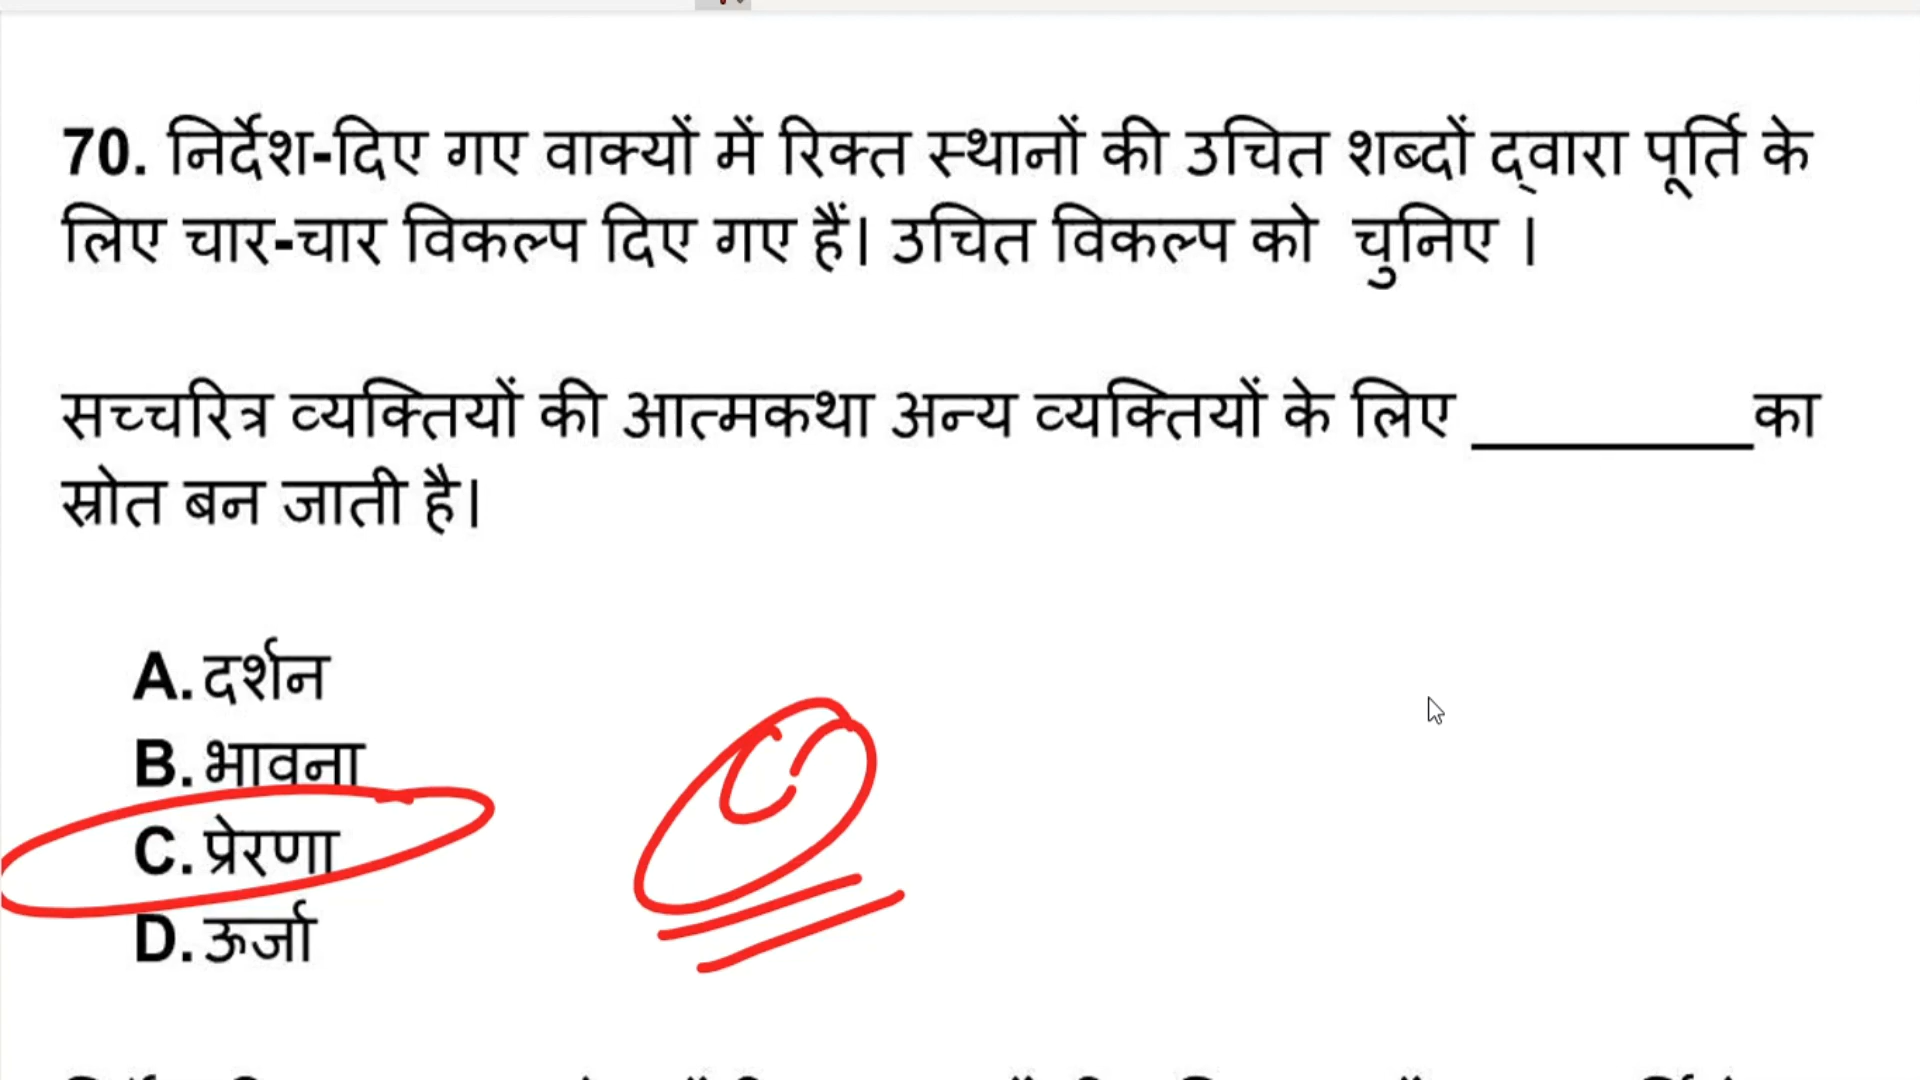 70. निर्देश-दिए गए वाक्यों में रिक्त स्थानों की उचित शब्दों द्वारा पूर्ति के
लिए चार-चार विकल्प दिए गए हैं। उचित विकल्प को चुनिए ।
सच्चरित्र व्यक्तियों की आत्मकथा अन्य व्यक्तियों के लिए ________का
स्रोत बन जाती है।
A. दर्शन
B. भावना
C. प्रेरणा
D. ऊर्जा